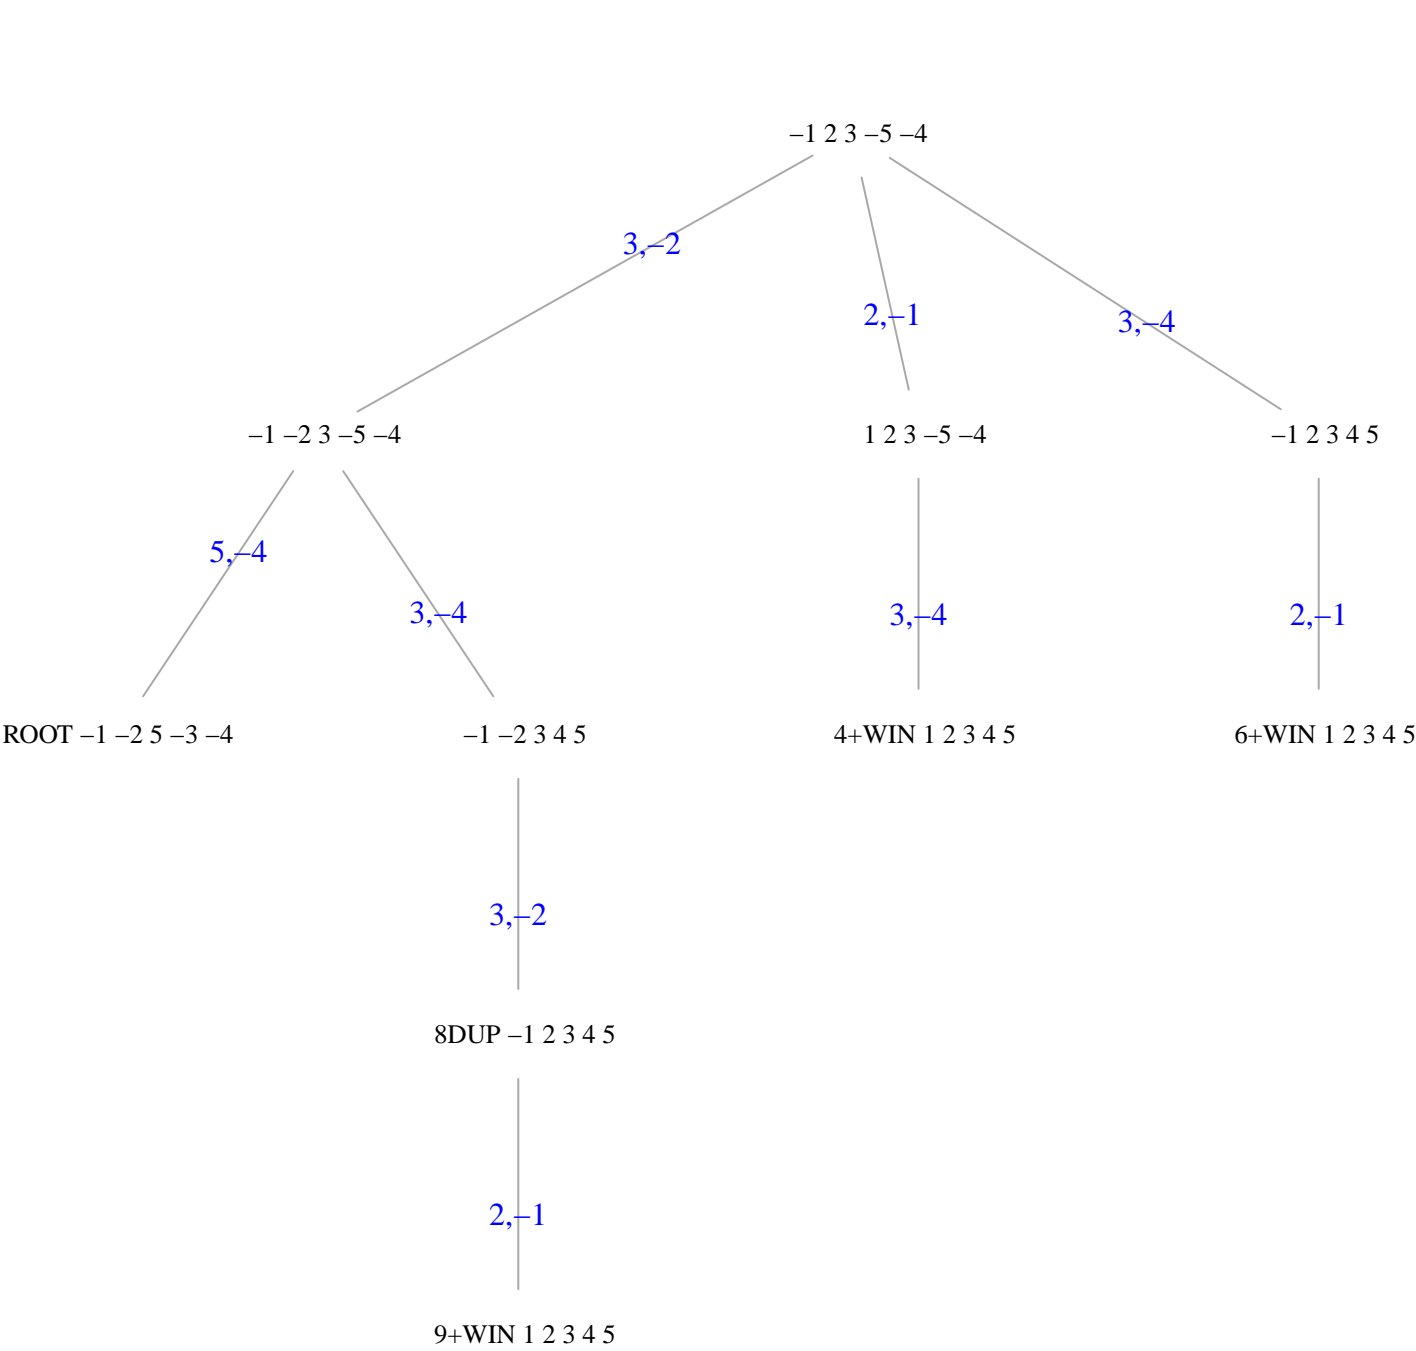 –1 2 3 –5 –4
3,–2
2,–1
3,–4
–1 –2 3 –5 –4
1 2 3 –5 –4
–1 2 3 4 5
5,–4
3,–4
3,–4
2,–1
ROOT –1 –2 5 –3 –4
–1 –2 3 4 5
4+WIN 1 2 3 4 5
6+WIN 1 2 3 4 5
3,–2
8DUP –1 2 3 4 5
2,–1
9+WIN 1 2 3 4 5